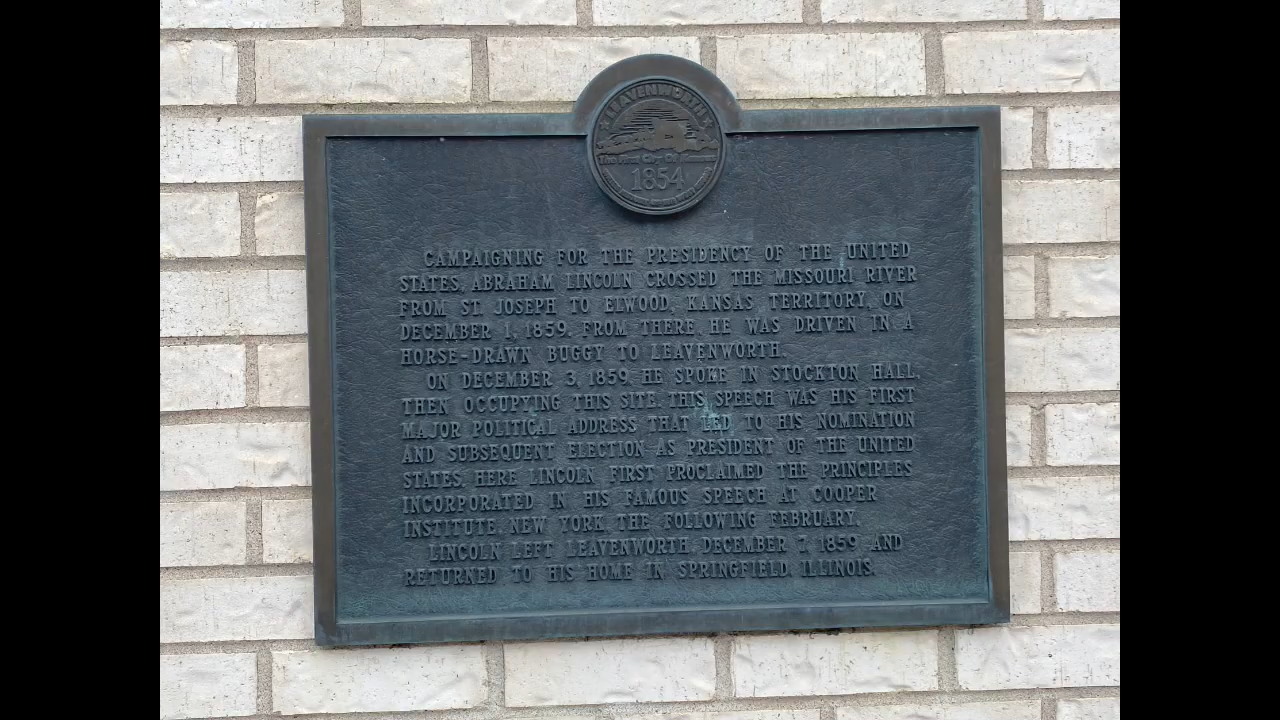 LEAVENWORTH
The First City Of Kansas
1854
CAMPAIGNING FOR THE PRESIDENCY OF THE UNITED
STATES, ABRAHAM LINCOLN CROSSED THE MISSOURI RIVER
FROM ST. JOSEPH TO ELWOOD, KANSAS TERRITORY, ON
DECEMBER 1, 1859. FROM THERE, HE WAS DRIVEN IN A
HORSE-DRAWN BUGGY TO LEAVENWORTH.
ON DECEMBER 3, 1859, HE SPOKE IN STOCKTON HALL,
THEN OCCUPYING THIS SITE. THIS SPEECH WAS HIS FIRST
MAJOR POLITICAL ADDRESS THAT LED TO HIS NOMINATION
AND SUBSEQUENT ELECTION AS PRESIDENT OF THE UNITED
STATES. HERE LINCOLN FIRST PROCLAIMED THE PRINCIPLES
INCORPORATED IN HIS FAMOUS SPEECH AT COOPER
INSTITUTE, NEW YORK, THE FOLLOWING FEBRUARY.
LINCOLN LEFT LEAVENWORTH, DECEMBER 7, 1859, AND
RETURNED TO HIS HOME IN SPRINGFIELD, ILLINOIS.